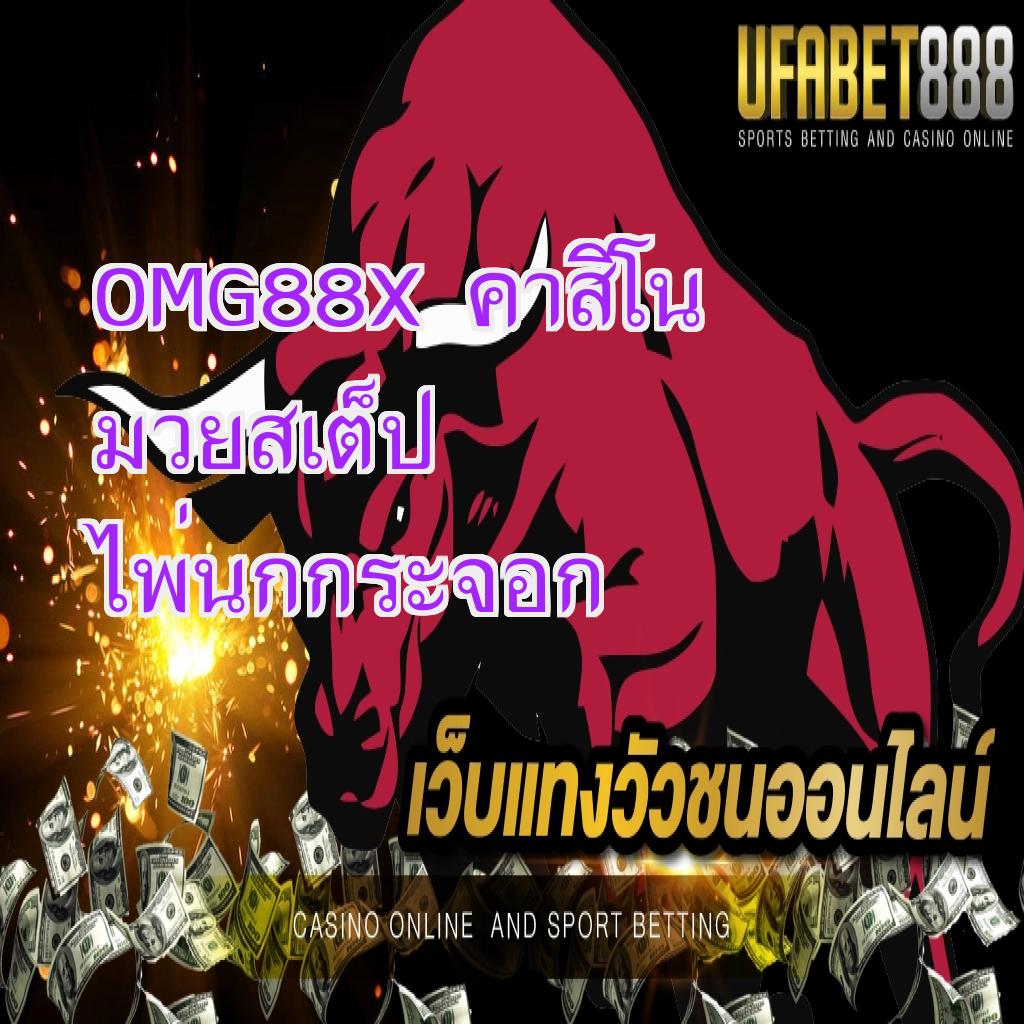 UFABET888
SPORTS BETTING AND CASINO ONLINE
OMG88X คาสิโน
มวยสเต็ป
ไพ่นกกระจอก
เว็บแทงวัวชนออนไลน์
CASINO ONLINE AND SPORT BETTING